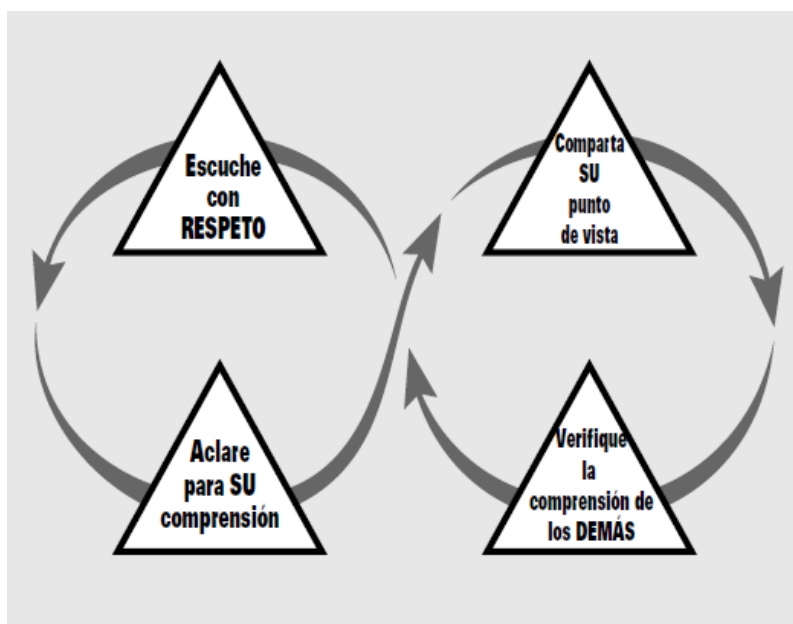 Escuche
con
RESPETO
Aclare
para SU
comprensión
Comparta
SU
punto
de vista
Verifique
la
comprensión de
los DEMÁS